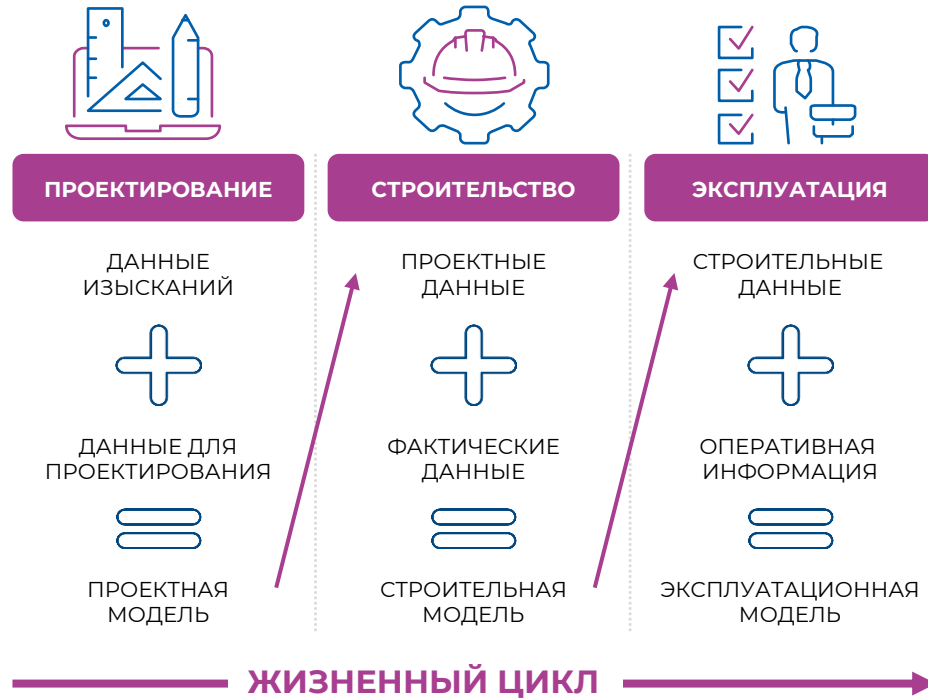 ПРОЕКТИРОВАНИЕ
ДАННЫЕ
ИЗЫСКАНИЙ
ДАННЫЕ ДЛЯ
ПРОЕКТИРОВАНИЯ
ПРОЕКТНАЯ
МОДЕЛЬ
СТРОИТЕЛЬСТВО
ПРОЕКТНЫЕ
ДАННЫЕ
ФАКТИЧЕСКИЕ
ДАННЫЕ
СТРОИТЕЛЬНАЯ
МОДЕЛЬ
ЭКСПЛУАТАЦИЯ
СТРОИТЕЛЬНЫЕ
ДАННЫЕ
ОПЕРАТИВНАЯ
ИНФОРМАЦИЯ
ЭКСПЛУАТАЦИОННАЯ
МОДЕЛЬ
ЖИЗНЕННЫЙ ЦИКЛ